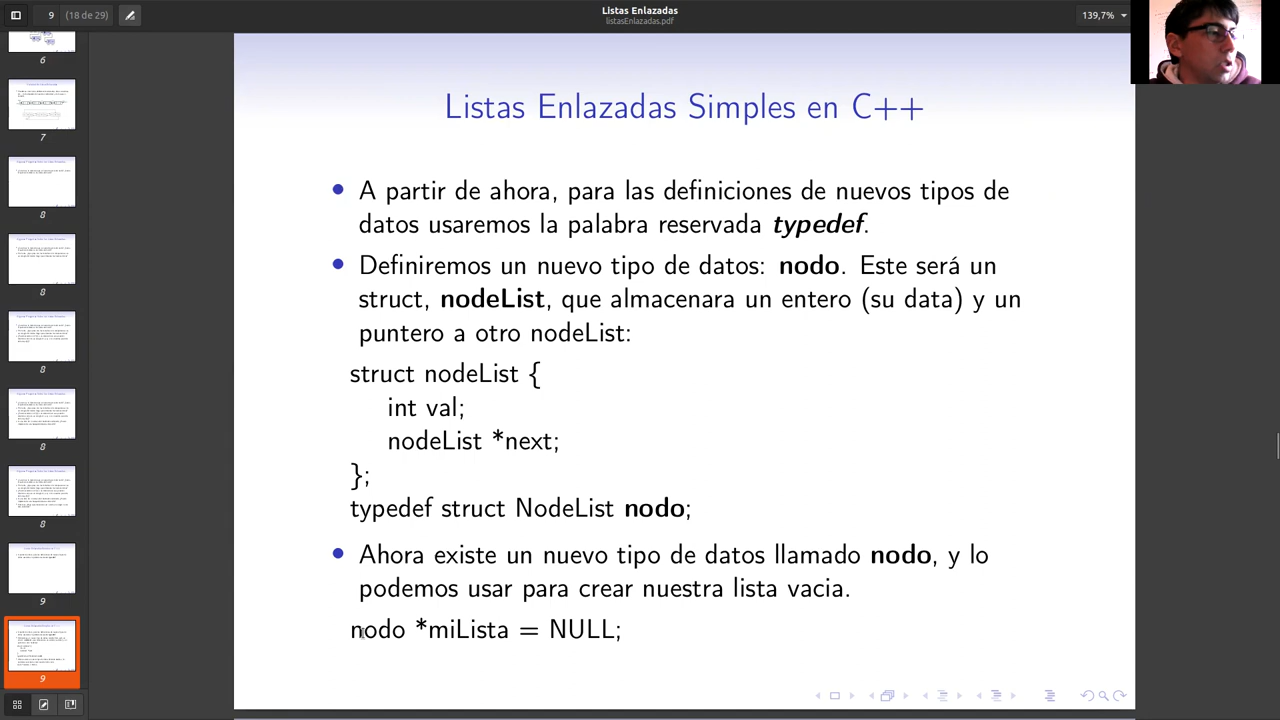 9 (18 de 29)
Listas Enlazadas
listasEnlazadas.pdf
139,7%
6
7
8
8
8
8
8
9
9
Listas Enlazadas Simples en C++
A partir de ahora, para las definiciones de nuevos tipos de
datos usaremos la palabra reservada typedef.
Definiremos un nuevo tipo de datos: nodo. Este será un
struct, nodeList, que almacenara un entero (su data) y un
puntero a otro nodeList:
struct nodeList {
int val;
nodeList *next;
};
typedef struct NodeList nodo;
Ahora existe un nuevo tipo de datos llamado nodo, y lo
podemos usar para crear nuestra lista vacia.
nodo *miLista = NULL;